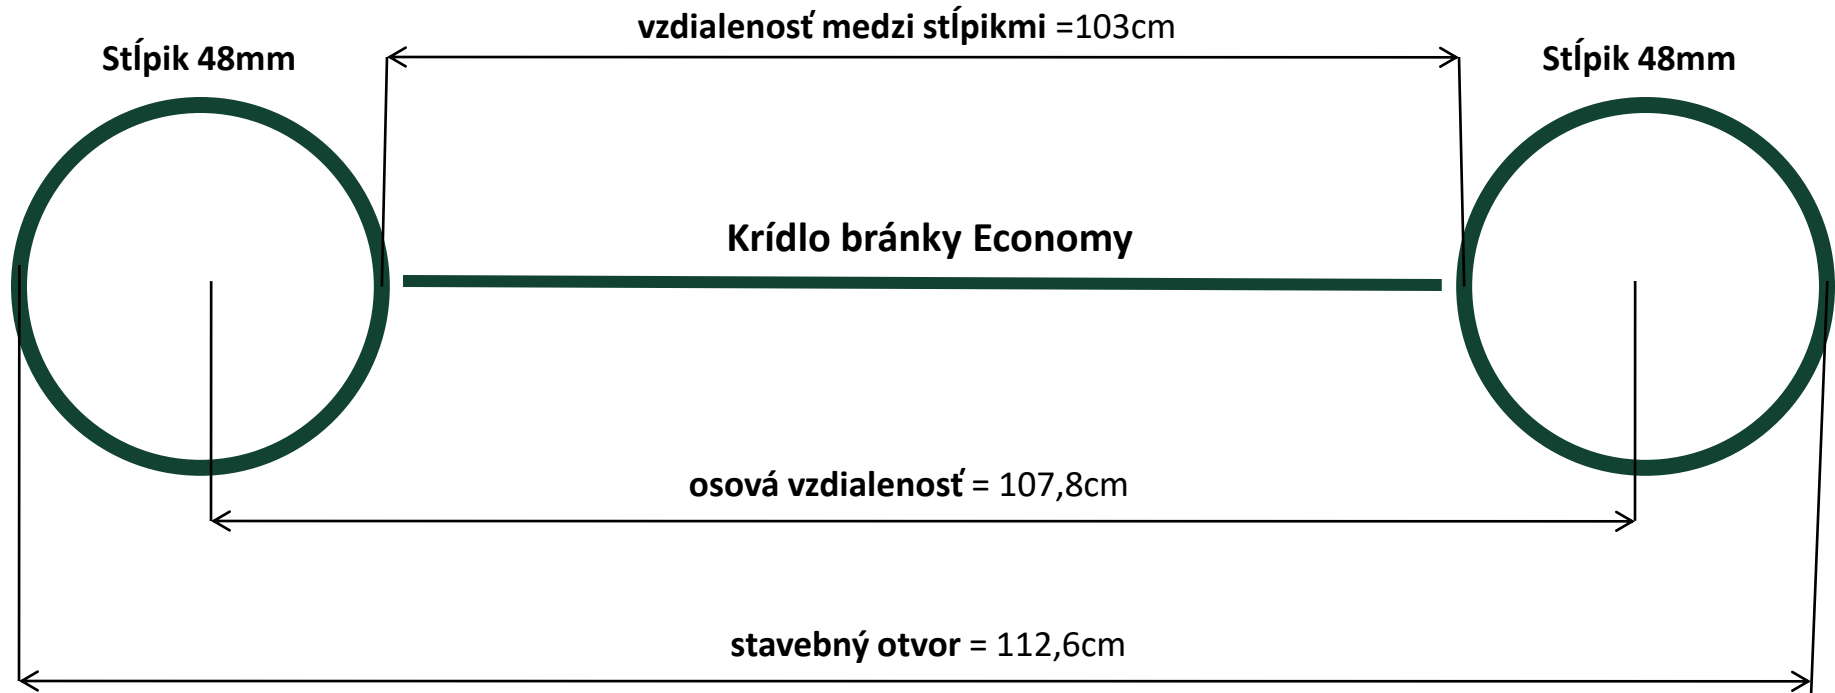 vzdialenosť medzi stĺpikmi =103cm
Stĺpik 48mm
Stĺpik 48mm
Krídlo bránky Economy
osová vzdialenosť = 107,8cm
stavebný otvor = 112,6cm